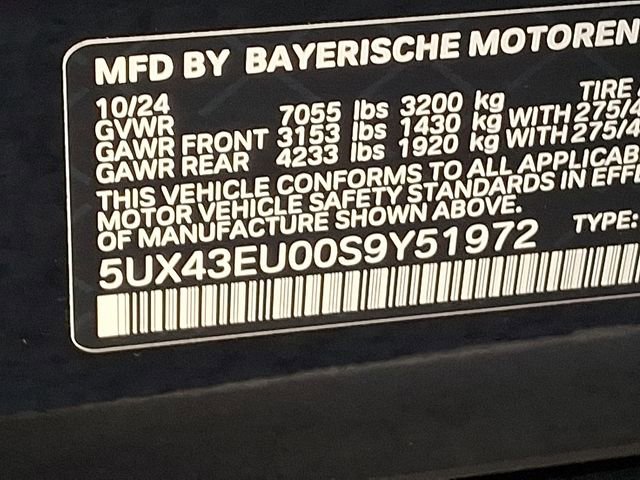 MFD BY BAYERISCHE MOTOREN
10/24 TIRE
GVWR 7055 lbs 3200 kg
GAWR FRONT 3153 lbs 1430 kg WITH 275/4
GAWR REAR 4233 lbs 1920 kg WITH 275/4
THIS VEHICLE CONFORMS TO ALL APPLICAB
MOTOR VEHICLE SAFETY STANDARDS IN EFFE
OF MANUFACTURE SHOWN ABOVE.
5UX43EU00S9Y51972 TYPE: